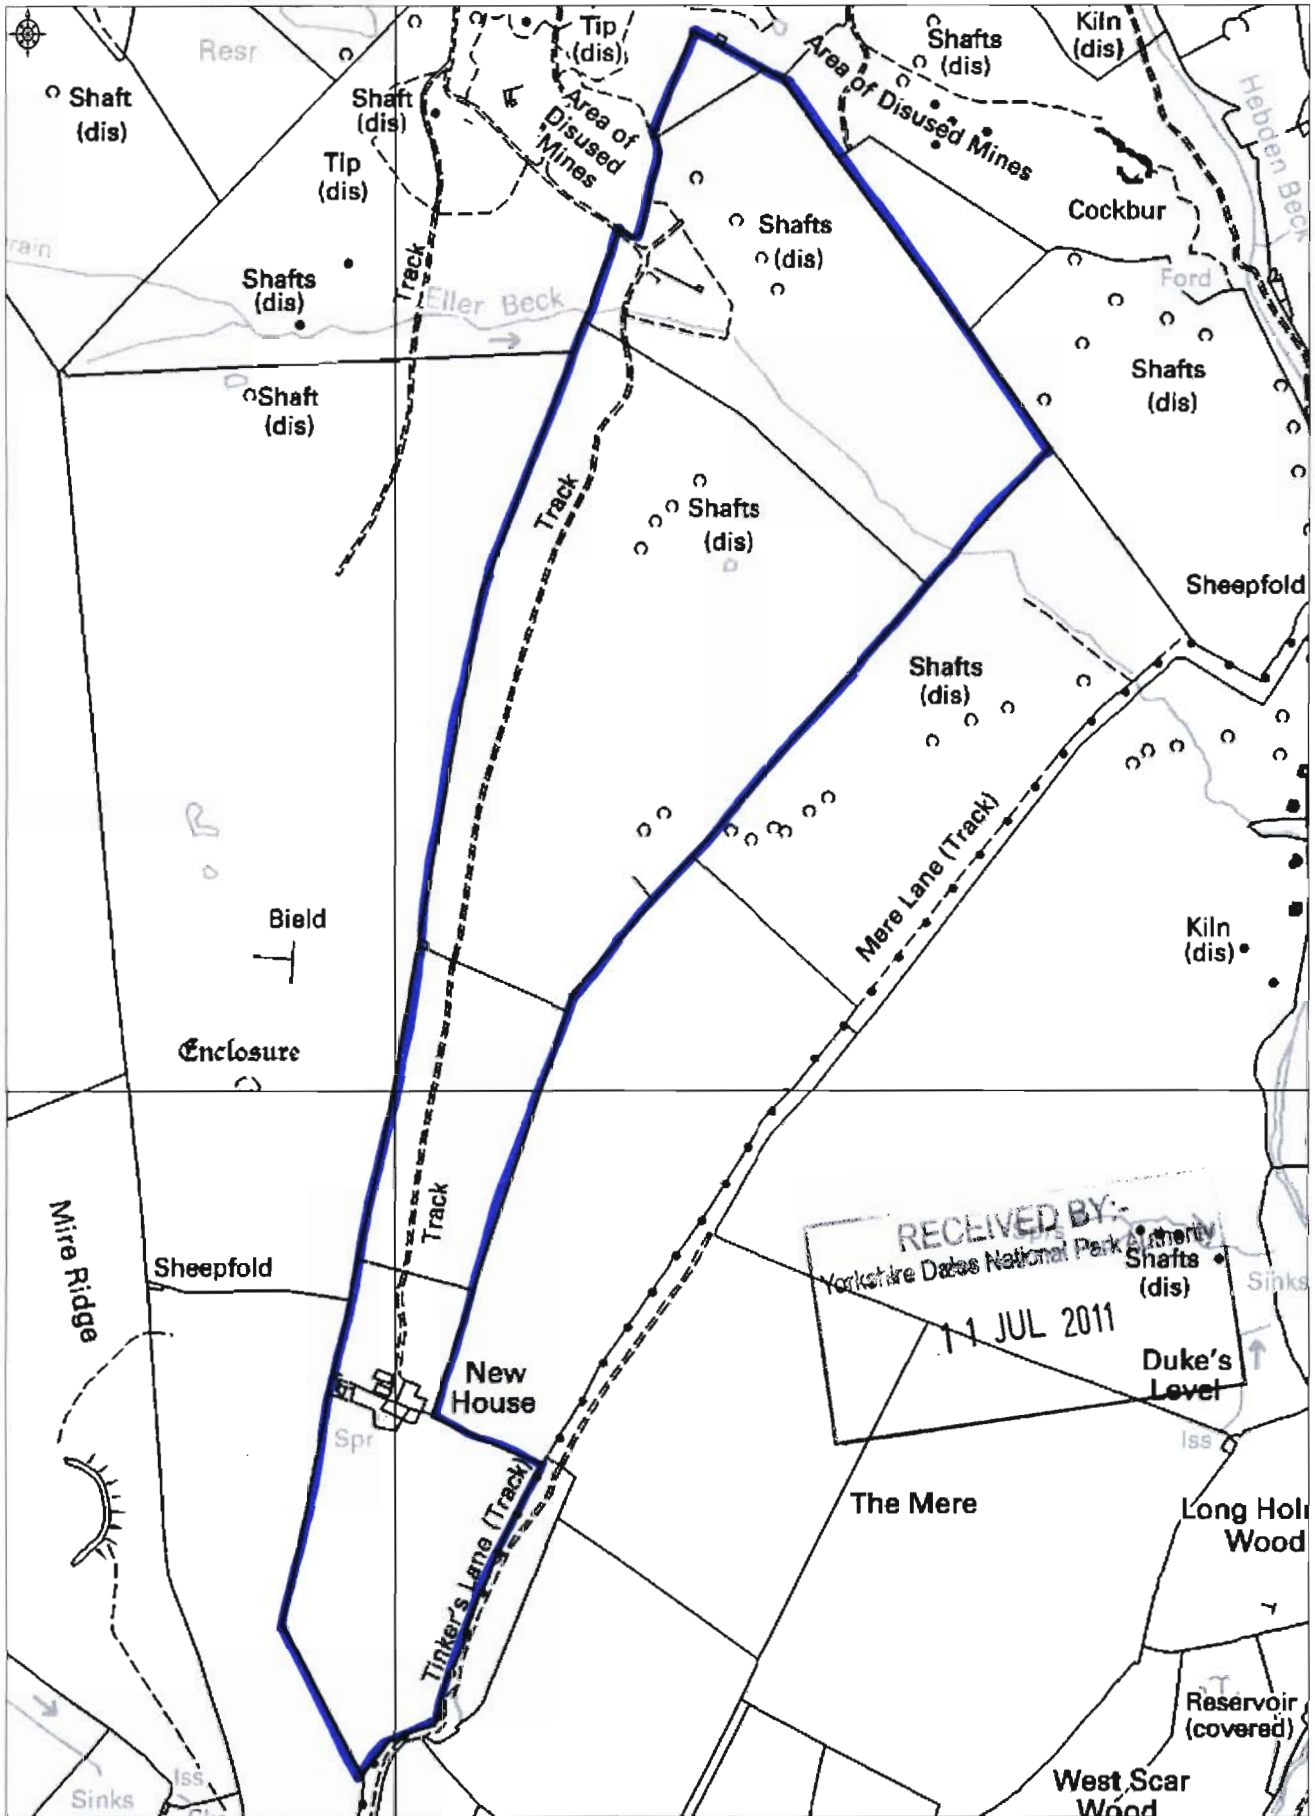 Resr
Tip
(dis)
Shafts
(dis)
Kiln
(dis)
Shaft
(dis)
Shaft
(dis)
Area of
Disused
Mines
Area of Disused Mines
Hebden Beck
Tip
(dis)
Cockbur
Shafts
(dis)
Track
rain
Shafts
(dis)
Eller Beck
Ford
Shaft
(dis)
Shafts
(dis)
Track
Shafts
(dis)
Sheepfold
Shafts
(dis)
Mere Lane (Track)
Bield
Kiln
(dis)
Enclosure
Track
Mire Ridge
Sheepfold
RECEIVED BY:-
Yorkshire Dales National Park Authority
11 JUL 2011
Sprs
Shafts
(dis)
Sinks
Duke's
Level
New
House
Spr
Iss
Tinker's Lane (Track)
The Mere
Long Hol
Wood
Reservoir
(covered)
Iss
Sinks
West Scar
Wood